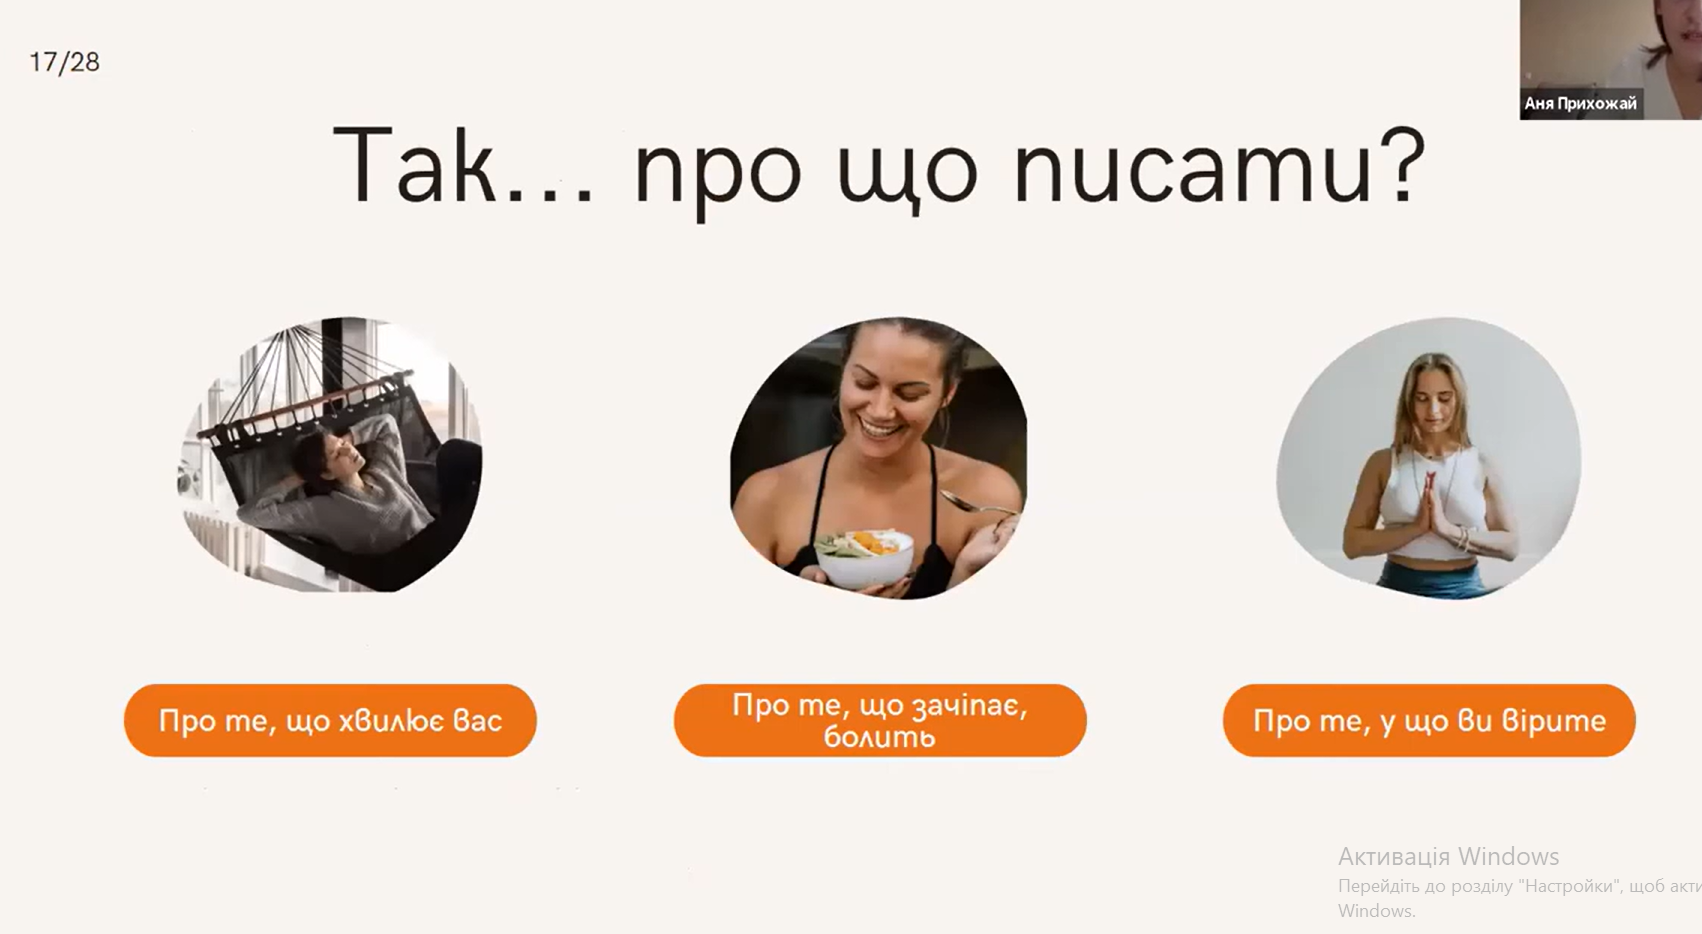 17/28
Аня Прихожай
Так... про що писати?
Про те, що хвилює вас
Про те, що зачіпає,
болить
Про те, у що ви вірите
Активація Windows
Перейдіть до розділу "Настройки", щоб акти
Windows.